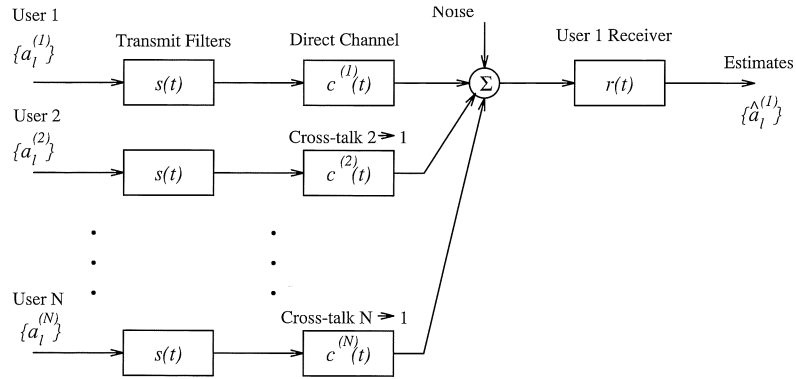 User 1
{a_l^(1)}
Transmit Filters
Direct Channel
Noise
User 1 Receiver
Estimates
s(t)
c^(1)(t)
Σ
r(t)
{â_l^(1)}
User 2
{a_l^(2)}
Cross-talk 2 → 1
s(t)
c^(2)(t)
User N
{a_l^(N)}
Cross-talk N → 1
s(t)
c^(N)(t)